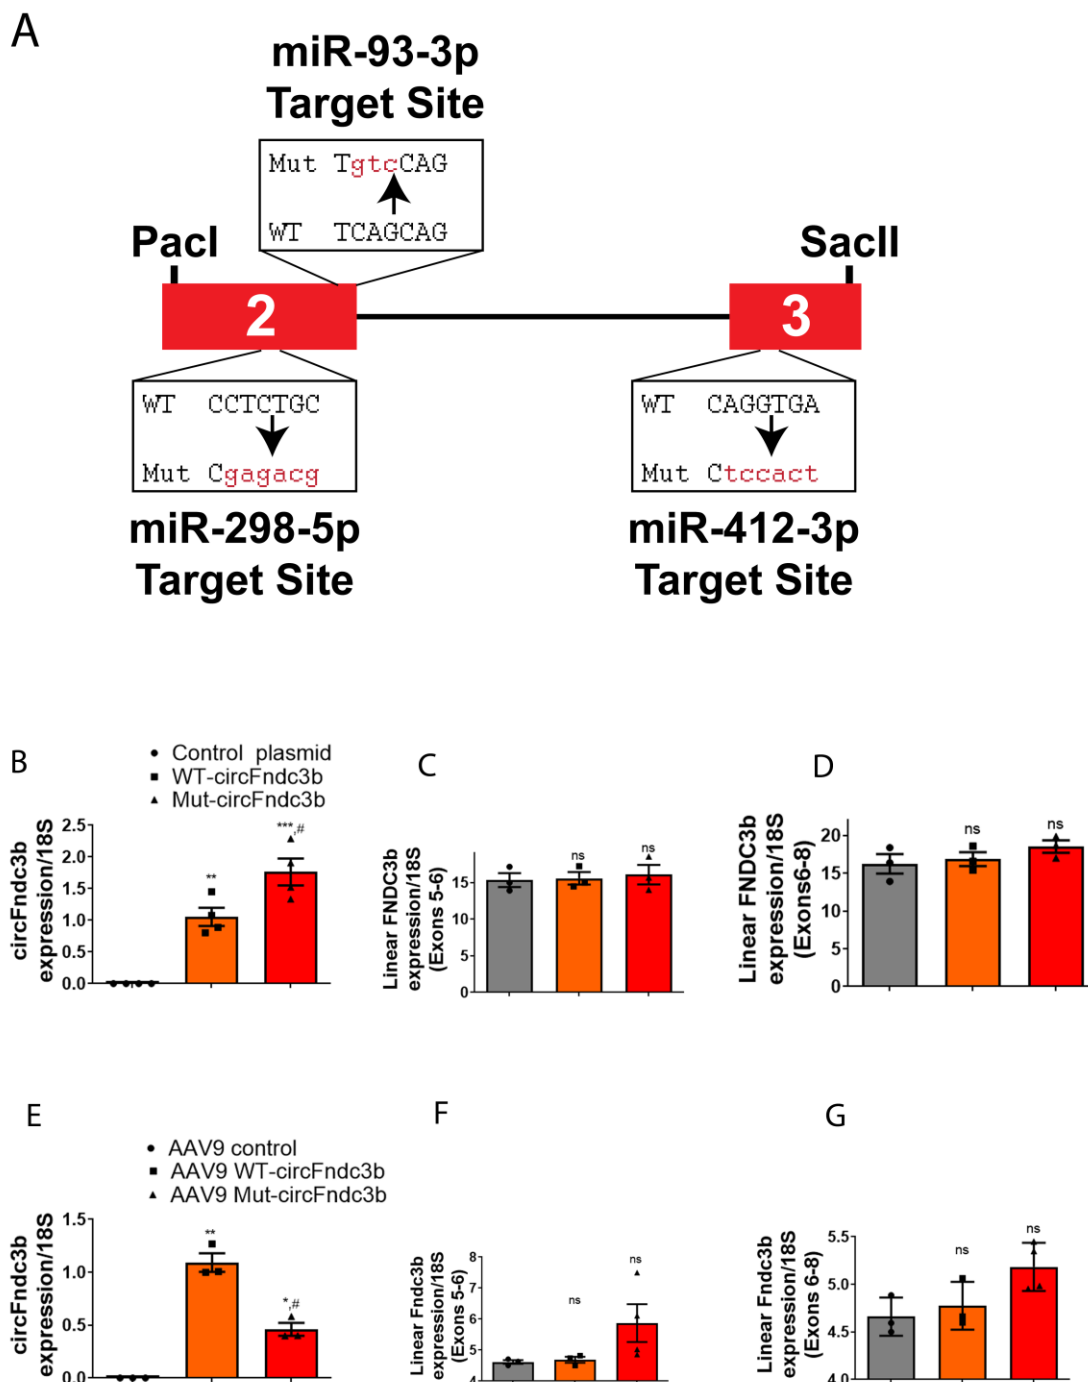 A
miR-93-3p
Target Site
Mut TgtcCAG
WT TCAGCAG
PacI
SacII
2
3
WT CCTCTGC
Mut Cgagacg
WT CAGGTGA
Mut Ctccact
miR-298-5p
Target Site
miR-412-3p
Target Site
B
Control plasmid
WT-circFndc3b
Mut-circFndc3b
circFndc3b
expression/18S
2.5
2.0
1.5
1.0
0.5
0.0
**
***,#
C
Linear FNDC3b
expression/18S
(Exons 5-6)
15
10
5
0
ns
ns
D
Linear FNDC3b
expression/18S
(Exons6-8)
20
15
10
5
0
ns
ns
E
AAV9 control
AAV9 WT-circFndc3b
AAV9 Mut-circFndc3b
circFndc3b
expression/18S
1.5
1.0
0.5
0.0
**
*,#
F
Linear Fndc3b
expression/18S
(Exons 5-6)
8
7
6
5
4
ns
ns
G
Linear Fndc3b
expression/18S
(Exons 6-8)
5.5
5.0
4.5
4.0
ns
ns